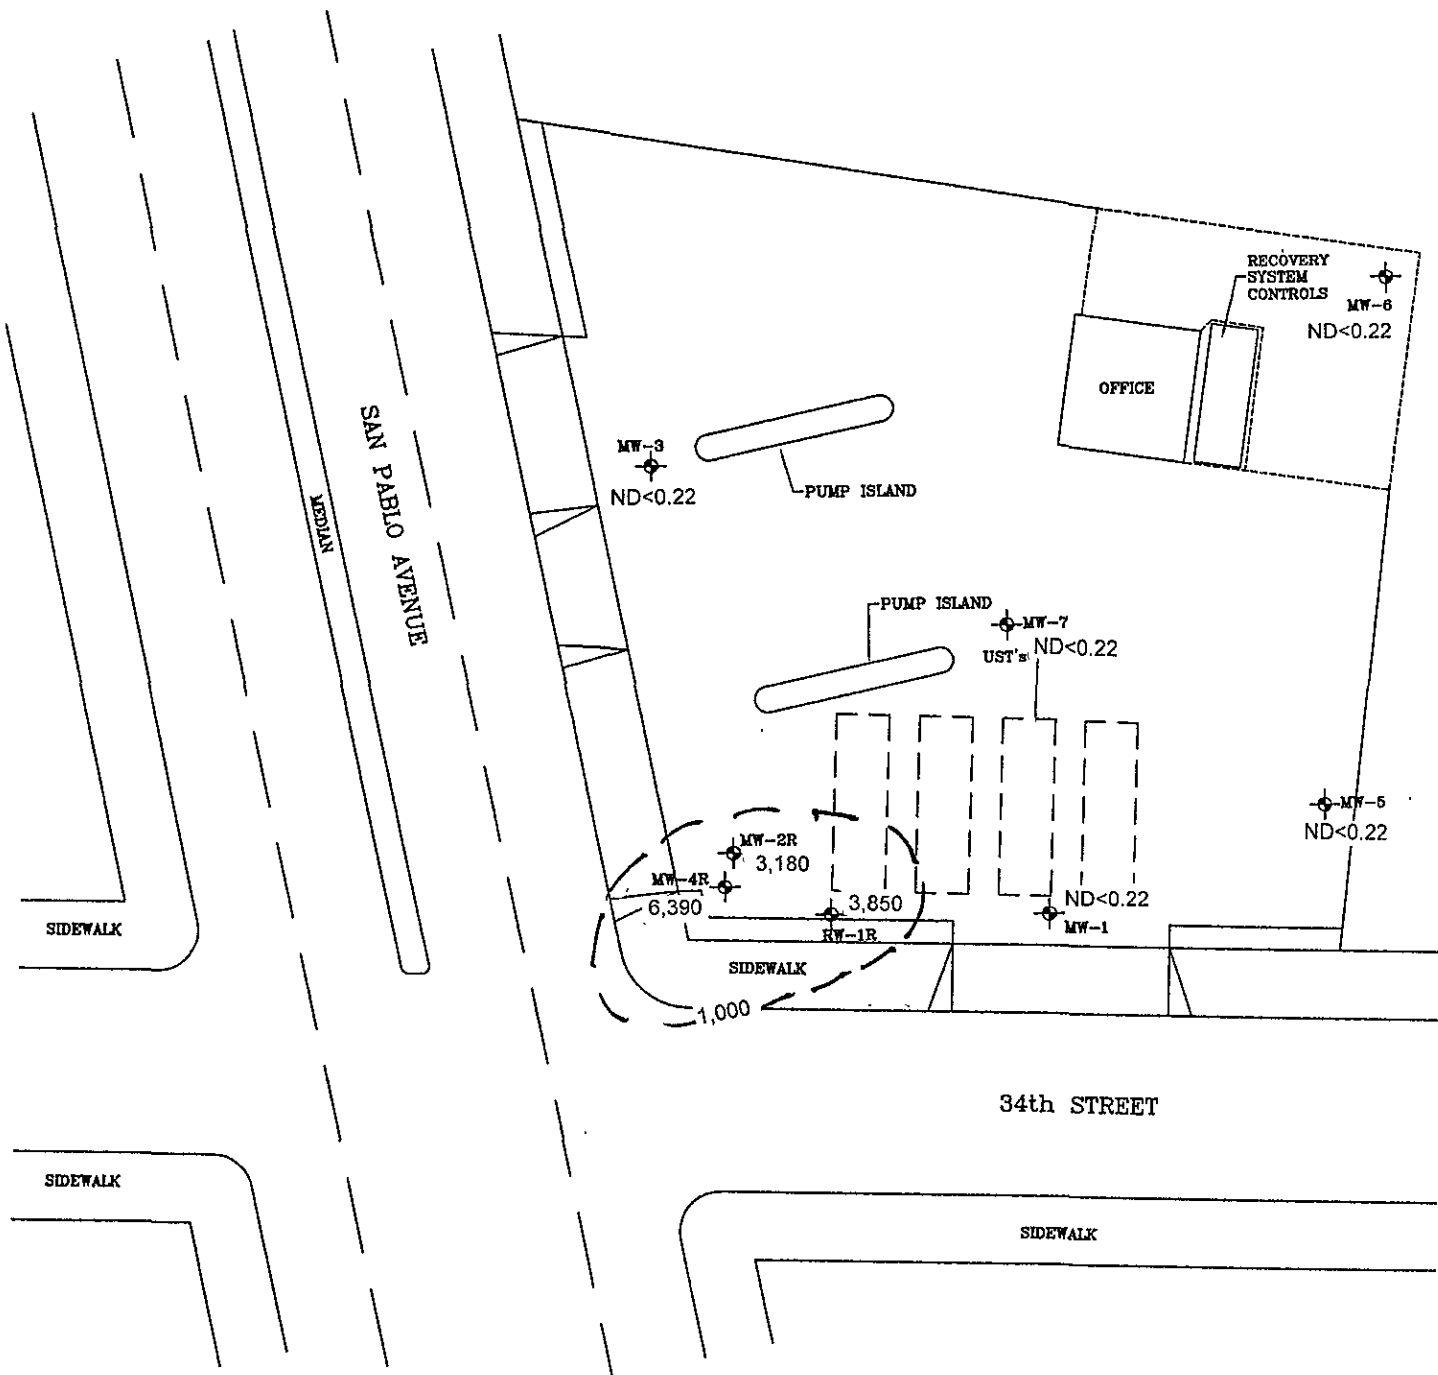 RECOVERY
SYSTEM
CONTROLS
MW-6
ND<0.22
OFFICE
SAN PABLO AVENUE
MEDIAN
MW-3
ND<0.22
PUMP ISLAND
PUMP ISLAND
MW-7
UST's ND<0.22
MW-5
ND<0.22
MW-2R
3,180
MW-4R
6,390
3,850
RW-1R
ND<0.22
MW-1
SIDEWALK
SIDEWALK
1,000
34th STREET
SIDEWALK
SIDEWALK